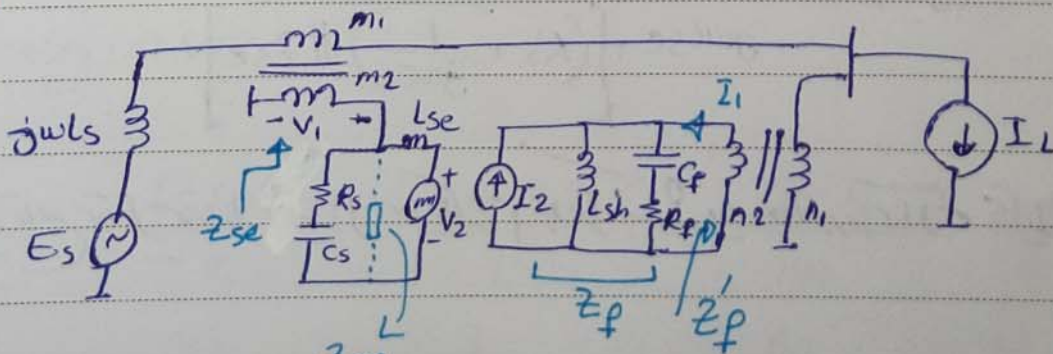 m1
m2
jwLs
- V1 +
Lse
I1
IL
Zse
Rs
+
V2
-
I2
Lsh
Cf
Rf
n2
n1
Es
Cs
Zf
Z'f